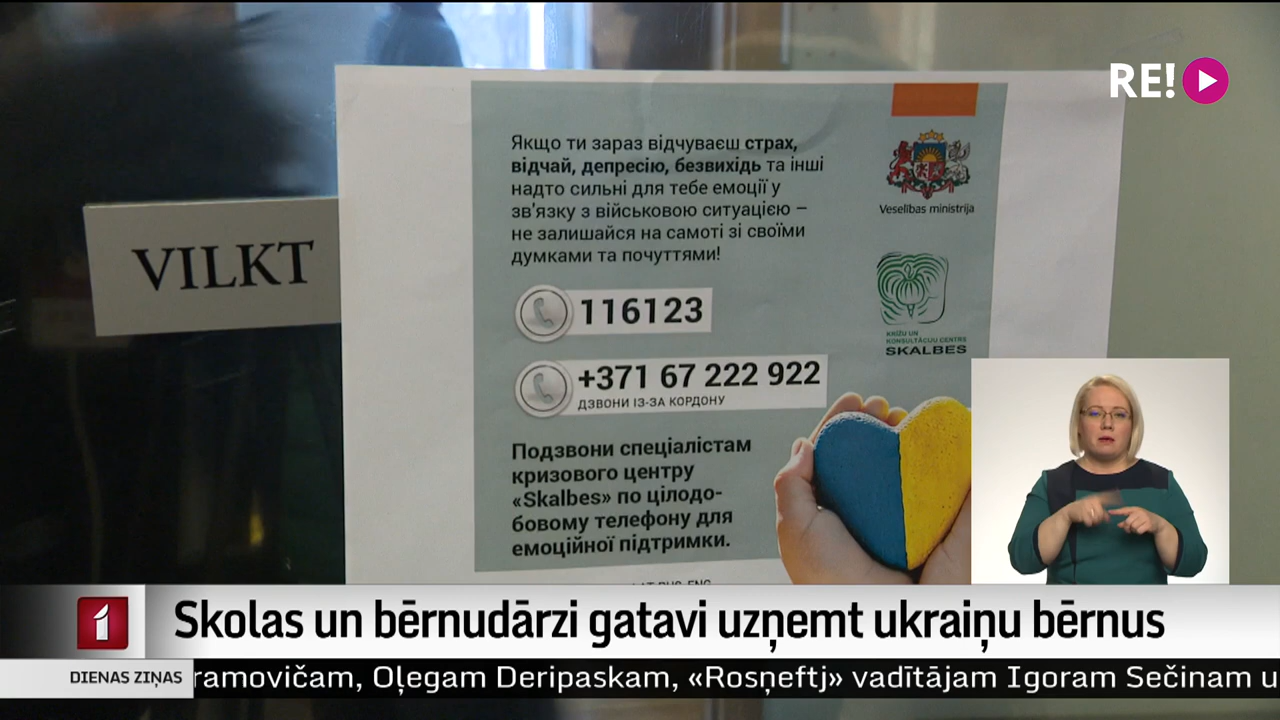 RE!
Якщо ти зараз відчуваєш страх,
відчай, депресію, безвихідь та інші
надто сильні для тебе емоції у
зв'язку з військовою ситуацією –
не залишайся на самоті зі своїми
думками та почуттями!
Veselības ministrija
VILKT
116123
KRĪŽU UN
KONSULTĀCIJU CENTRS
SKALBES
+371 67 222 922
ДЗВОНИ ІЗ-ЗА КОРДОНУ
Подзвони спеціалістам
кризового центру
«Skalbes» по цілодо-
бовому телефону для
емоційної підтримки.
1
Skolas un bērnudārzi gatavi uzņemt ukraiņu bērnus
DIENAS ZIŅAS
ramovičam, Oļegam Deripaskam, «Rosņeftj» vadītājam Igoram Sečinam u